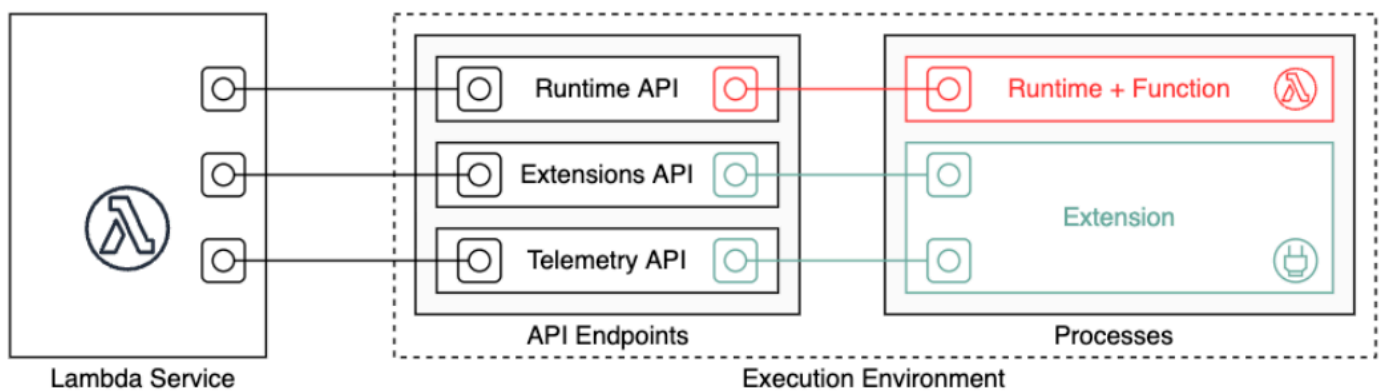 Runtime API
Runtime + Function
Extensions API
Extension
Telemetry API
API Endpoints
Processes
Lambda Service
Execution Environment